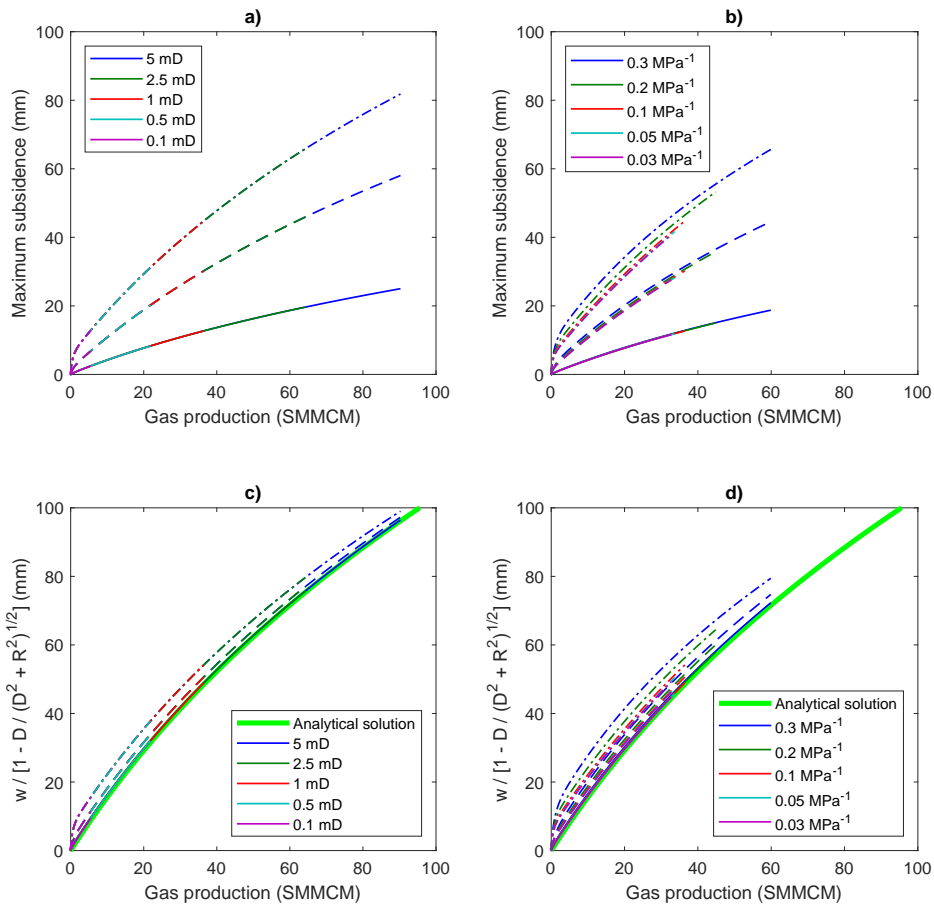 a)
Maximum subsidence (mm)
100
80
60
40
20
0
5 mD
2.5 mD
1 mD
0.5 mD
0.1 mD
0 20 40 60 80 100
Gas production (SMMCM)
b)
Maximum subsidence (mm)
100
80
60
40
20
0
0.3 MPa⁻¹
0.2 MPa⁻¹
0.1 MPa⁻¹
0.05 MPa⁻¹
0.03 MPa⁻¹
0 20 40 60 80 100
Gas production (SMMCM)
c)
w / [1 - D / (D² + R²)¹ᐟ²] (mm)
100
80
60
40
20
0
Analytical solution
5 mD
2.5 mD
1 mD
0.5 mD
0.1 mD
0 20 40 60 80 100
Gas production (SMMCM)
d)
w / [1 - D / (D² + R²)¹ᐟ²] (mm)
100
80
60
40
20
0
Analytical solution
0.3 MPa⁻¹
0.2 MPa⁻¹
0.1 MPa⁻¹
0.05 MPa⁻¹
0.03 MPa⁻¹
0 20 40 60 80 100
Gas production (SMMCM)